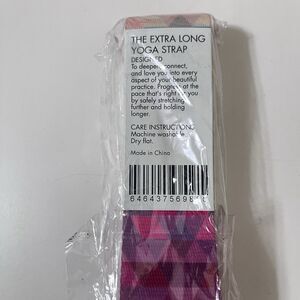 THE EXTRA LONG
YOGA STRAP
DESIGNED
To deepen, connect,
and love you into every
aspect of your beautiful
practice. Progress at the
pace that's right for you
by safely stretching
further and holding
longer.
CARE INSTRUCTIONS
Machine washable.
Dry flat.
Made in China